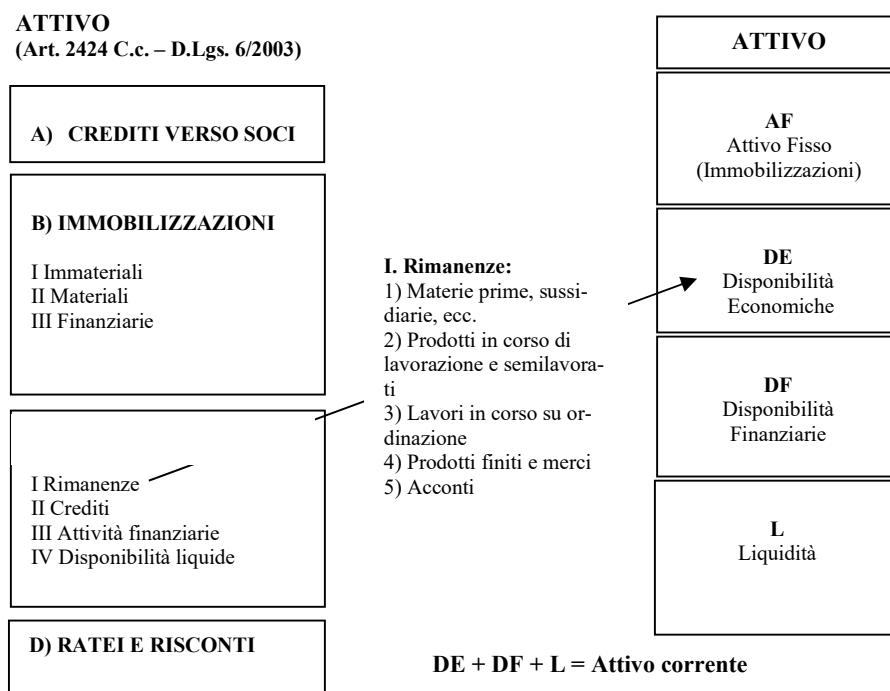 ATTIVO
(Art. 2424 C.c. – D.Lgs. 6/2003)
A) CREDITI VERSO SOCI
B) IMMOBILIZZAZIONI
I Immateriali
II Materiali
III Finanziarie
I Rimanenze
II Crediti
III Attività finanziarie
IV Disponibilità liquide
D) RATEI E RISCONTI
I. Rimanenze:
1) Materie prime, sussi-
diarie, ecc.
2) Prodotti in corso di
lavorazione e semilavora-
ti
3) Lavori in corso su or-
dinazione
4) Prodotti finiti e merci
5) Acconti
ATTIVO
AF
Attivo Fisso
(Immobilizzazioni)
DE
Disponibilità
Economiche
DF
Disponibilità
Finanziarie
L
Liquidità
DE + DF + L = Attivo corrente